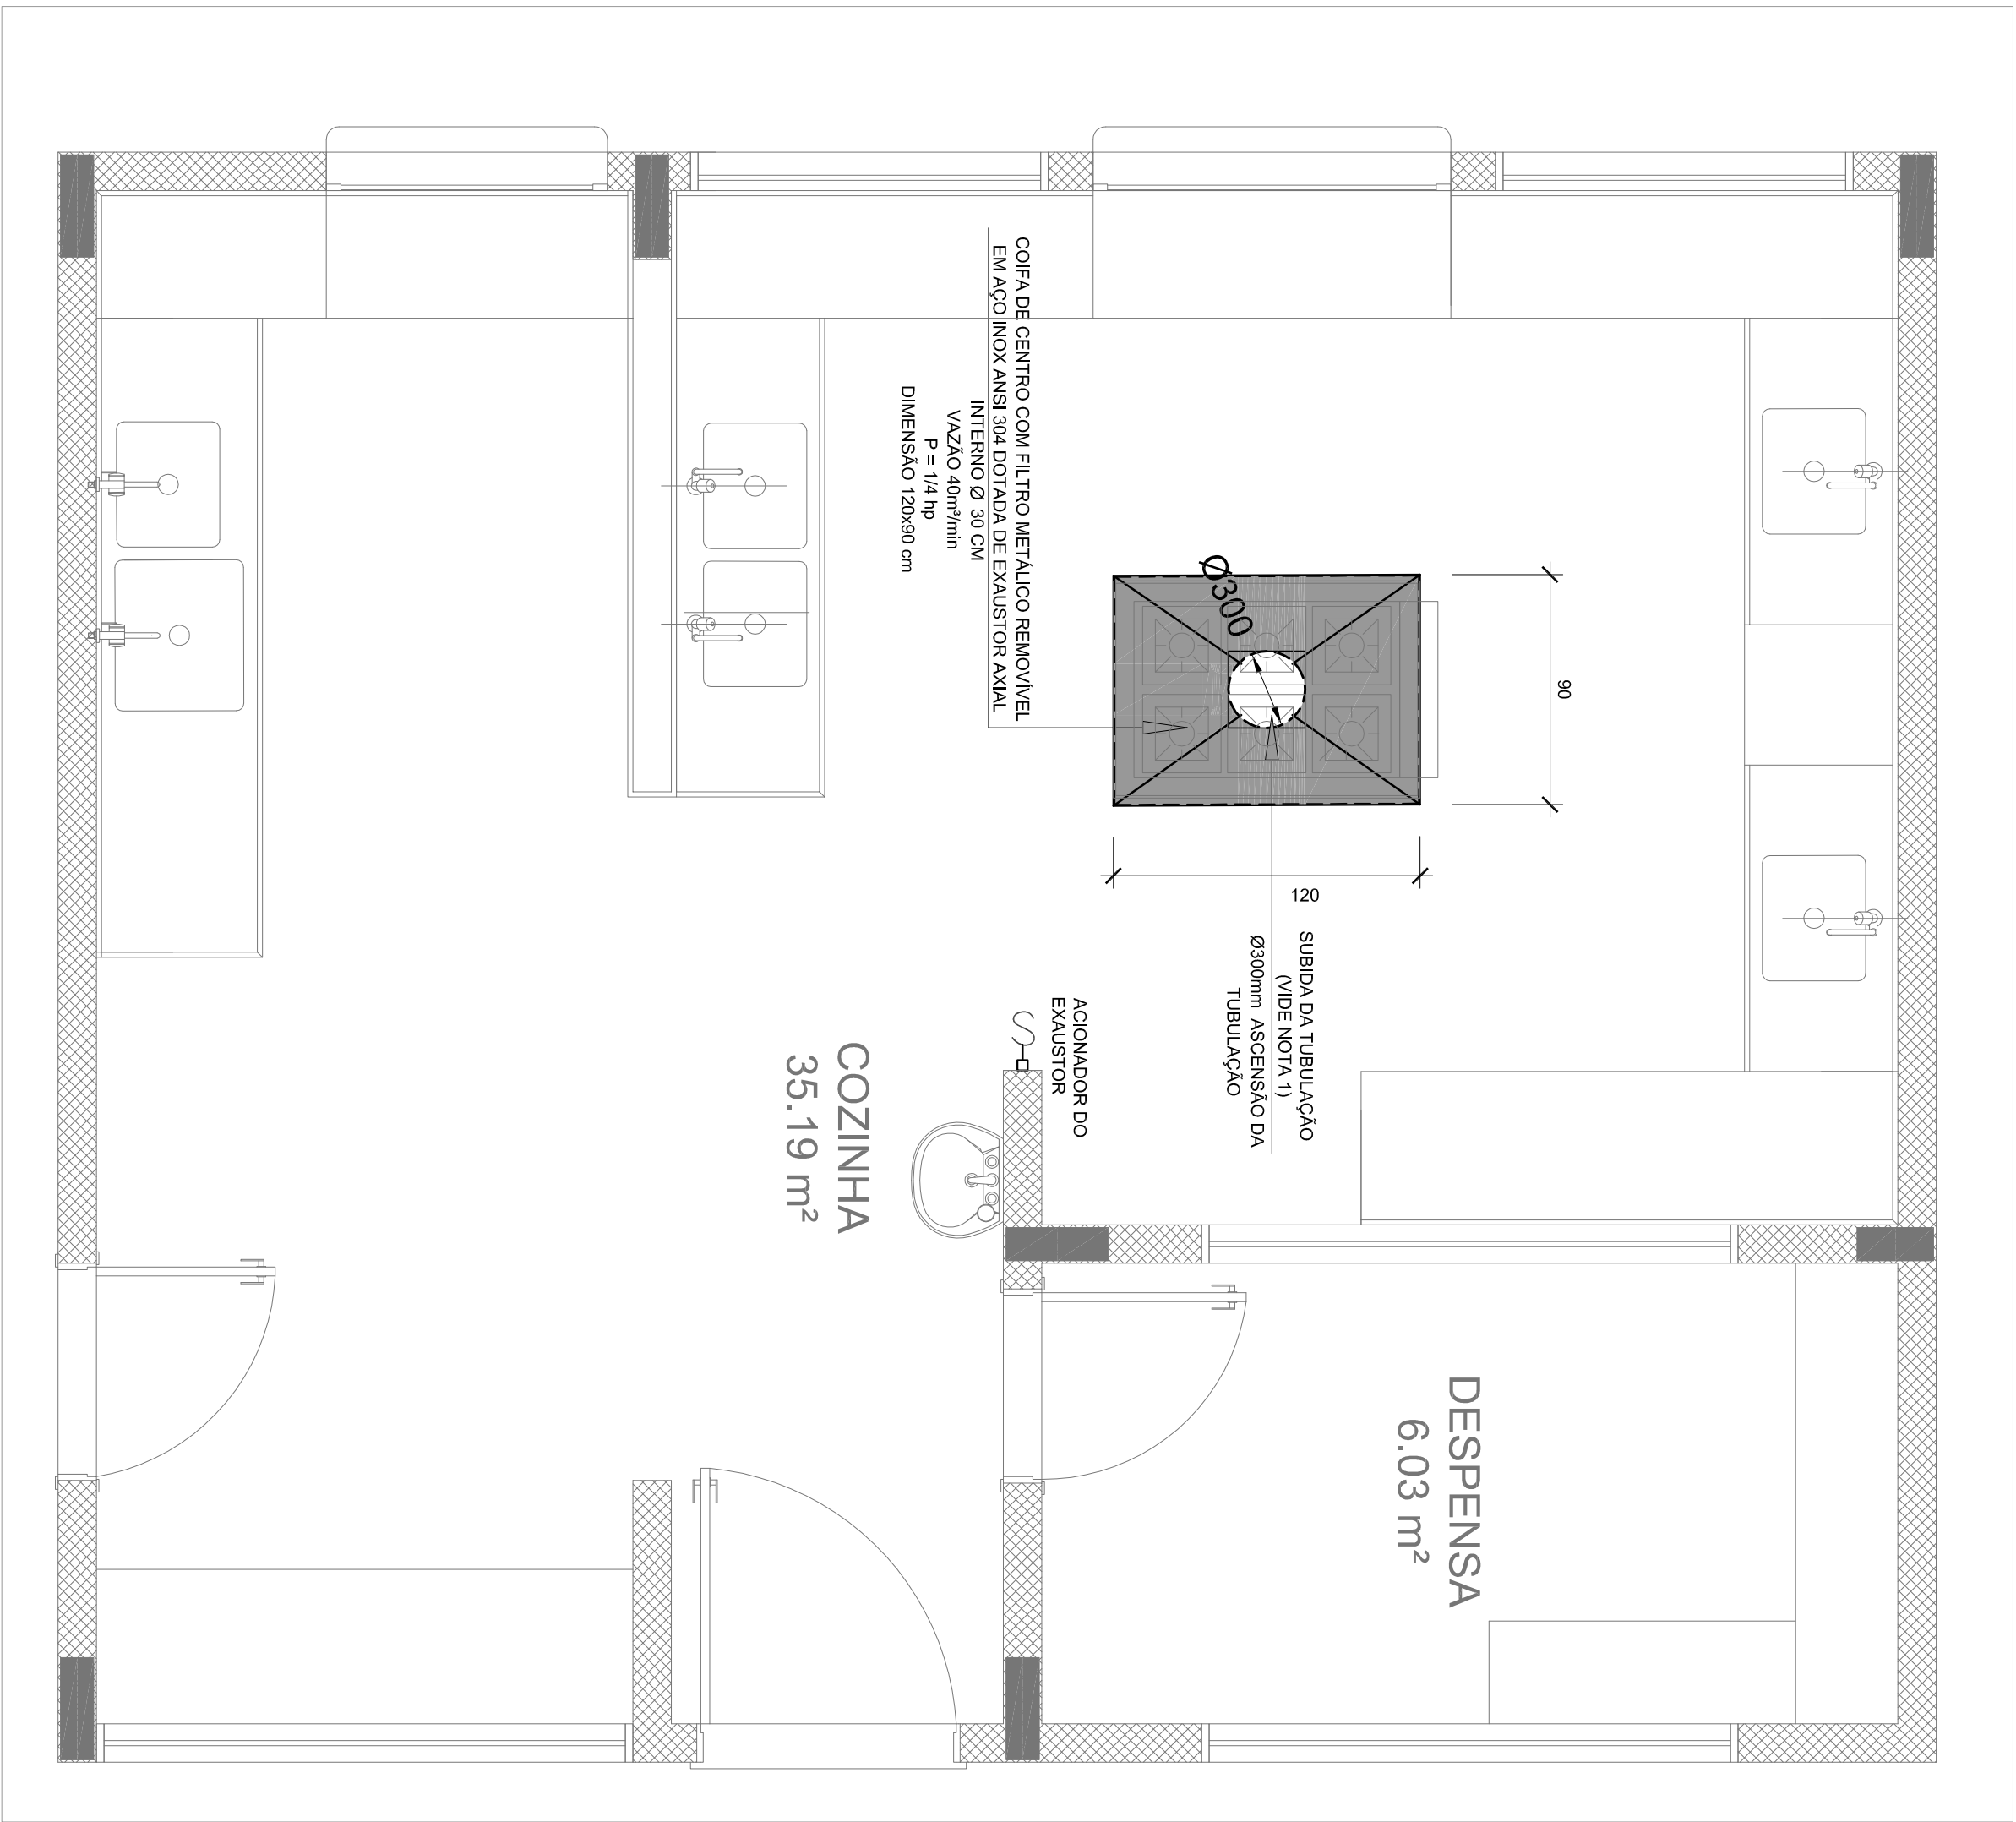 COIFA DE CENTRO COM FILTRO METÁLICO REMOVÍVEL
EM AÇO INOX ANSI 304 DOTADA DE EXAUSTOR AXIAL
INTERNO Ø 30 CM
VAZÃO 40m³/min
P = 1/4 hp
DIMENSÃO 120x90 cm
Ø300
90
120
SUBIDA DA TUBULAÇÃO
(VIDE NOTA 1)
Ø300mm ASCENSÃO DA
TUBULAÇÃO
ACIONADOR DO
EXAUSTOR
S
COZINHA
35.19 m²
DESPENSA
6.03 m²